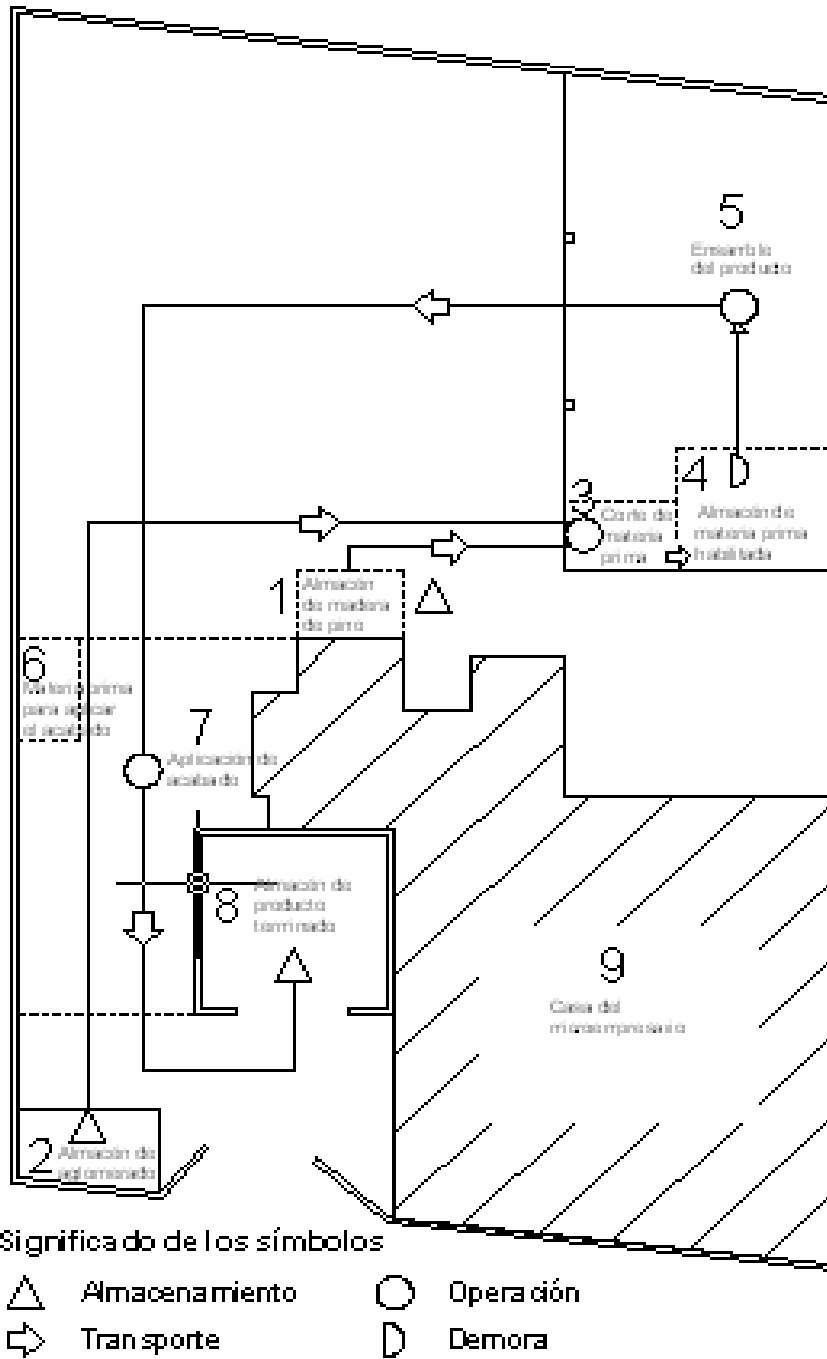 5
Ensamble
del producto
4
Almacén de
materia prima
habilitada
3
Corte de
materia
prima
1
Almacén
de madera
de pino
6
Materia prima
para aplicar
el acabado
7
Aplicación de
acabado
8
Almacén de
producto
terminado
9
Casa del
microempresario
2
Almacén de
aglomerado
Significado de los símbolos
Almacenamiento
Operación
Transporte
Demora